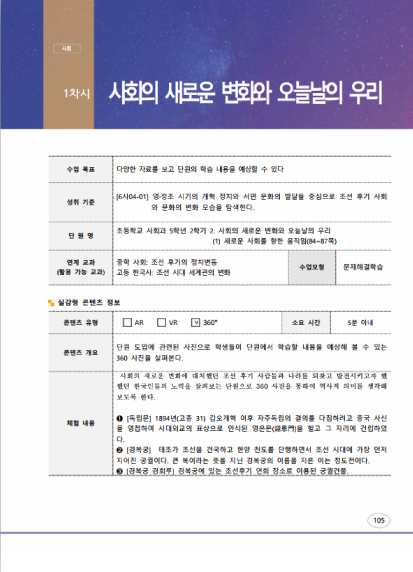 사회
1차시
사회의 새로운 변화와 오늘날의 우리
수업 목표
다양한 자료를 보고 단원의 학습 내용을 예상할 수 있다
성취 기준
[6사04-01] 영·정조 시기의 개혁 정치와 서민 문화의 발달을 중심으로 조선 후기 사회
와 문화의 변화 모습을 탐색한다.
단 원 명
초등학교 사회과 5학년 2학기 2. 사회의 새로운 변화와 오늘날의 우리
(1) 새로운 사회를 향한 움직임(84~87쪽)
연계 교과
(활용 가능 교과)
중학 사회: 조선 후기의 정치변동
고등 한국사: 조선 시대 세계관의 변화
수업모형
문제해결학습
실감형 콘텐츠 정보
콘텐츠 유형
AR
VR
v 360°
소요 시간
5분 이내
콘텐츠 개요
단원 도입에 관련된 사진으로 학생들이 단원에서 학습할 내용을 예상해 볼 수 있는
360 사진을 살펴본다.
체험 내용
사회의 새로운 변화에 대처했던 조선 후기 사람들과 나라를 되찾고 발전시키고자 했
했던 한국인들의 노력을 살펴보는 단원으로 360 사진을 통하여 역사적 의미를 생각해
보도록 한다.
❶ [독립문] 1894년(고종 31) 갑오개혁 이후 자주독립의 결의를 다짐하려고 중국 사신
을 영접하여 사대외교의 표상으로 인식된 영은문(迎恩門)을 헐고 그 자리에 건립하였
다.
❷ [경복궁] 태조가 조선을 건국하고 한양 천도를 단행하면서 조선 시대에 가장 먼저
지어진 궁궐이다. 큰 복이라는 뜻을 지닌 경복궁의 이름을 지은 이는 정도전이다.
❸ [경복궁 경회루] 경복궁에 있는 조선후기 연회 장소로 이용된 궁궐건물.
105